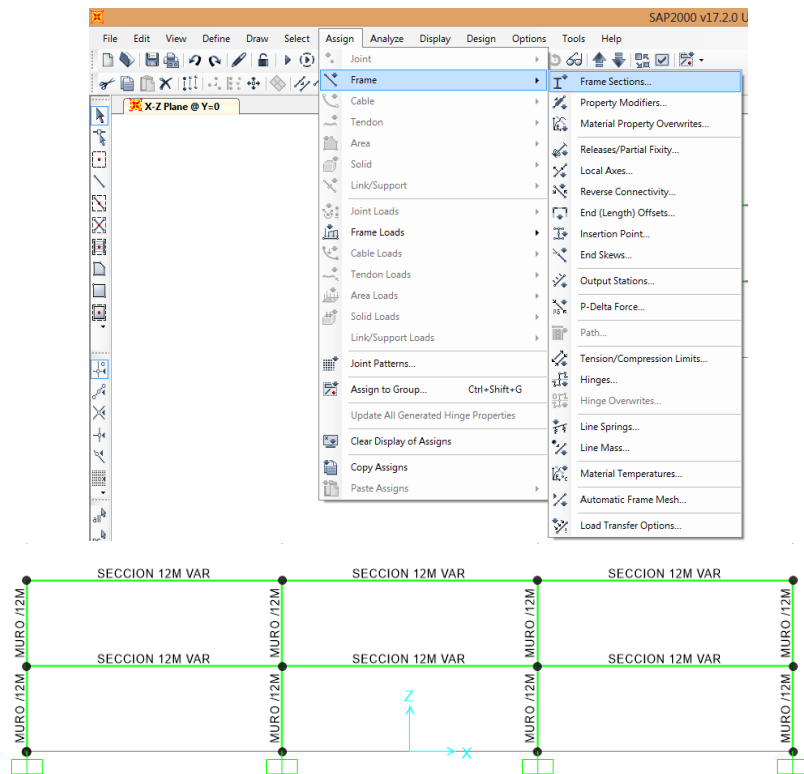 SAP2000 v17.2.0 U
File Edit View Define Draw Select Assign Analyze Display Design Options Tools Help
X-Z Plane @ Y=0
Joint
Frame
Cable
Tendon
Area
Solid
Link/Support
Joint Loads
Frame Loads
Cable Loads
Tendon Loads
Area Loads
Solid Loads
Link/Support Loads
Joint Patterns...
Assign to Group... Ctrl+Shift+G
Update All Generated Hinge Properties
Clear Display of Assigns
Copy Assigns
Paste Assigns
Frame Sections...
Property Modifiers...
Material Property Overwrites...
Releases/Partial Fixity...
Local Axes...
Reverse Connectivity...
End (Length) Offsets...
Insertion Point...
End Skews...
Output Stations...
P-Delta Force...
Path...
Tension/Compression Limits...
Hinges...
Hinge Overwrites...
Line Springs...
Line Mass...
Material Temperatures...
Automatic Frame Mesh...
Load Transfer Options...
all
SECCION 12M VAR SECCION 12M VAR SECCION 12M VAR
MURO /12M MURO /12M MURO /12M MURO /12M
SECCION 12M VAR SECCION 12M VAR SECCION 12M VAR
MURO /12M MURO /12M MURO /12M MURO /12M
Z
X